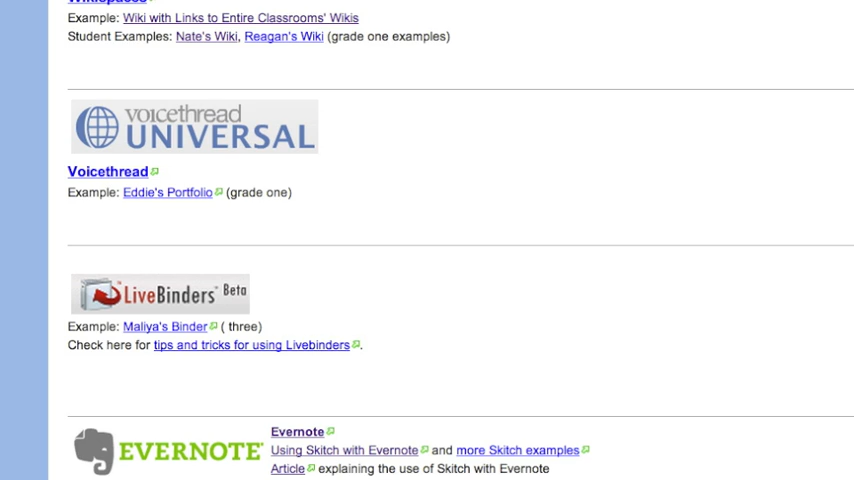 Wikispaces
Example: Wiki with Links to Entire Classrooms' Wikis
Student Examples: Nate's Wiki, Reagan's Wiki (grade one examples)
voicethread
UNIVERSAL
Voicethread
Example: Eddie's Portfolio (grade one)
LiveBinders™ Beta
Example: Maliya's Binder ( three)
Check here for tips and tricks for using Livebinders.
EVERNOTE
Evernote
Using Skitch with Evernote and more Skitch examples
Article explaining the use of Skitch with Evernote